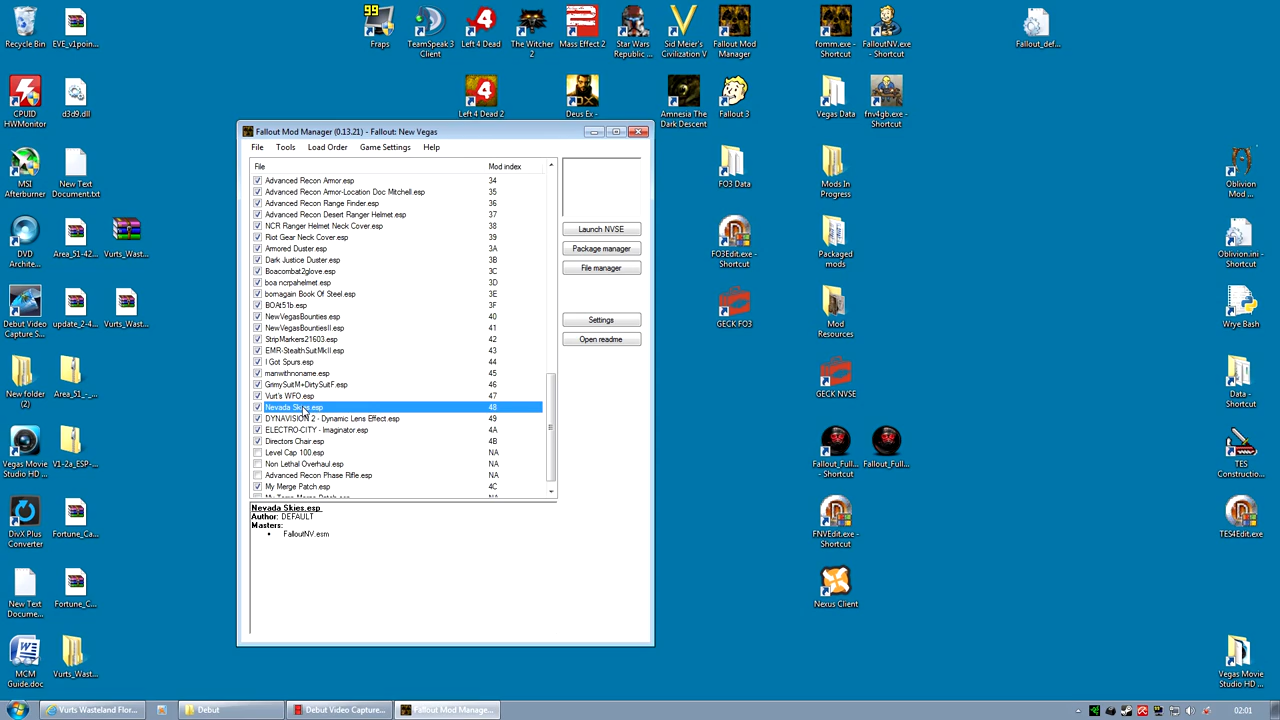 99
Recycle Bin
EVE_v1poin...
Fraps
TeamSpeak 3 Client
Left 4 Dead
The Witcher 2
Mass Effect 2
Star Wars Republic ...
Sid Meier's Civilization V
Fallout Mod Manager
fomm.exe - Shortcut
FalloutNV.exe - Shortcut
Fallout_def...
CPUID HWMonitor
d3d9.dll
Left 4 Dead 2
Deus Ex -
Amnesia The Dark Descent
Fallout 3
Vegas Data
fnv4gb.exe - Shortcut
MSI Afterburner
New Text Document.txt
FO3 Data
Mods In Progress
Oblivion Mod ...
DVD Archite...
Area_51-42...
Vurts_Wast...
FO3Edit.exe - Shortcut
Packaged mods
Oblivion.ini - Shortcut
Debut Video Capture S...
update_2-4...
Vurts_Wast...
GECK FO3
Mod Resources
Wrye Bash
New folder (2)
Area_51_-_...
GECK NVSE
Data - Shortcut
Vegas Movie Studio HD ...
V1-2a_ESP-...
Fallout_Full... - Shortcut
Fallout_Full...
TES Constructio...
DivX Plus Converter
Fortune_Ca...
FNVEdit.exe - Shortcut
TES4Edit.exe
New Text Docume...
Fortune_C...
Nexus Client
MCM Guide.doc
Vurts_Wast...
Vegas Movie Studio HD ...
Fallout Mod Manager (0.13.21) - Fallout: New Vegas
File Tools Load Order Game Settings Help
File Mod index
Advanced Recon Armor.esp 34
Advanced Recon Armor-Location Doc Mitchell.esp 35
Advanced Recon Range Finder.esp 36
Advanced Recon Desert Ranger Helmet.esp 37
NCR Ranger Helmet Neck Cover.esp 38
Riot Gear Neck Cover.esp 39
Armored Duster.esp 3A
Dark Justice Duster.esp 3B
Boacombat2glove.esp 3C
boa ncrpahelmet.esp 3D
bornagain Book Of Steel.esp 3E
BOAt51b.esp 3F
NewVegasBounties.esp 40
NewVegasBountiesII.esp 41
StripMarkers21603.esp 42
EMR-StealthSuitMkII.esp 43
I Got Spurs.esp 44
manwithnoname.esp 45
GrimySuitM+DirtySuitF.esp 46
Vurt's WFO.esp 47
Nevada Skies.esp 48
DYNAVISION 2 - Dynamic Lens Effect.esp 49
ELECTRO-CITY - Imaginator.esp 4A
Directors Chair.esp 4B
Level Cap 100.esp NA
Non Lethal Overhaul.esp NA
Advanced Recon Phase Rifle.esp NA
My Merge Patch.esp 4C
My Temp Merge Patch.esp NA
Launch NVSE
Package manager
File manager
Settings
Open readme
Nevada Skies.esp
Author: DEFAULT
Masters:
• FalloutNV.esm
Vurts Wasteland Flor...
Debut
Debut Video Capture...
Fallout Mod Manage...
02:01